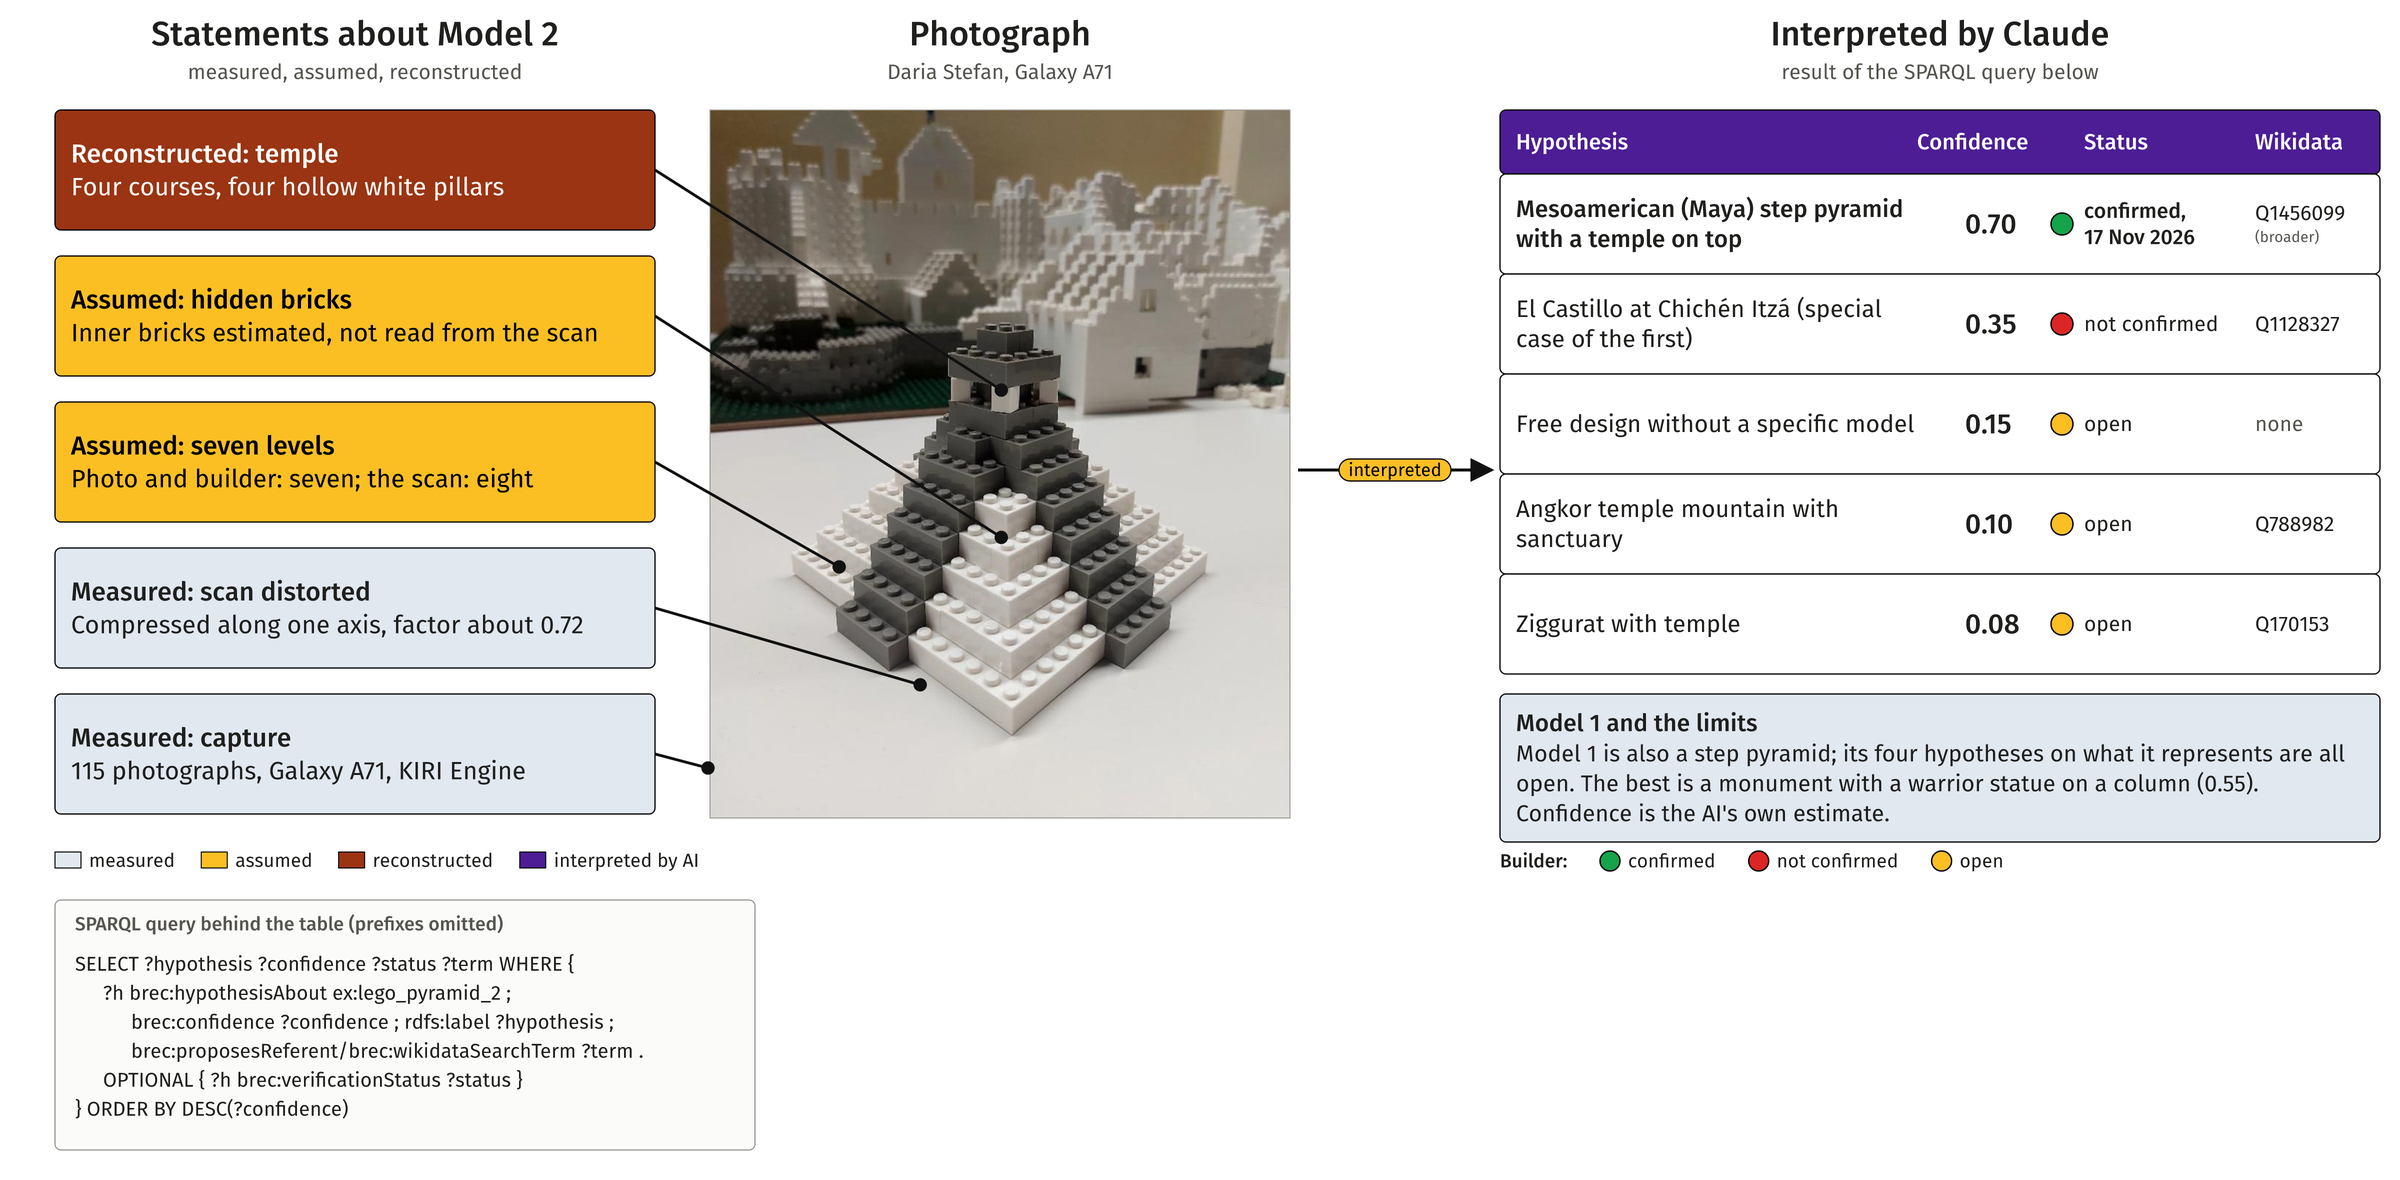 Statements about Model 2
measured, assumed, reconstructed
Reconstructed: temple
Four courses, four hollow white pillars
Assumed: hidden bricks
Inner bricks estimated, not read from the scan
Assumed: seven levels
Photo and builder: seven; the scan: eight
Measured: scan distorted
Compressed along one axis, factor about 0.72
Measured: capture
115 photographs, Galaxy A71, KIRI Engine
measured assumed reconstructed interpreted by AI
Photograph
Daria Stefan, Galaxy A71
interpreted
Interpreted by Claude
result of the SPARQL query below
Hypothesis Confidence Status Wikidata
Mesoamerican (Maya) step pyramid
with a temple on top
0.70
confirmed,
17 Nov 2026
Q1456099
(broader)
El Castillo at Chichén Itzá (special
case of the first)
0.35
not confirmed
Q1128327
Free design without a specific model
0.15
open
none
Angkor temple mountain with
sanctuary
0.10
open
Q788982
Ziggurat with temple
0.08
open
Q170153
Model 1 and the limits
Model 1 is also a step pyramid; its four hypotheses on what it represents are all
open. The best is a monument with a warrior statue on a column (0.55).
Confidence is the AI's own estimate.
Builder: confirmed not confirmed open
SPARQL query behind the table (prefixes omitted)
SELECT ?hypothesis ?confidence ?status ?term WHERE {
?h brec:hypothesisAbout ex:lego_pyramid_2 ;
brec:confidence ?confidence ; rdfs:label ?hypothesis ;
brec:proposesReferent/brec:wikidataSearchTerm ?term .
OPTIONAL { ?h brec:verificationStatus ?status }
} ORDER BY DESC(?confidence)